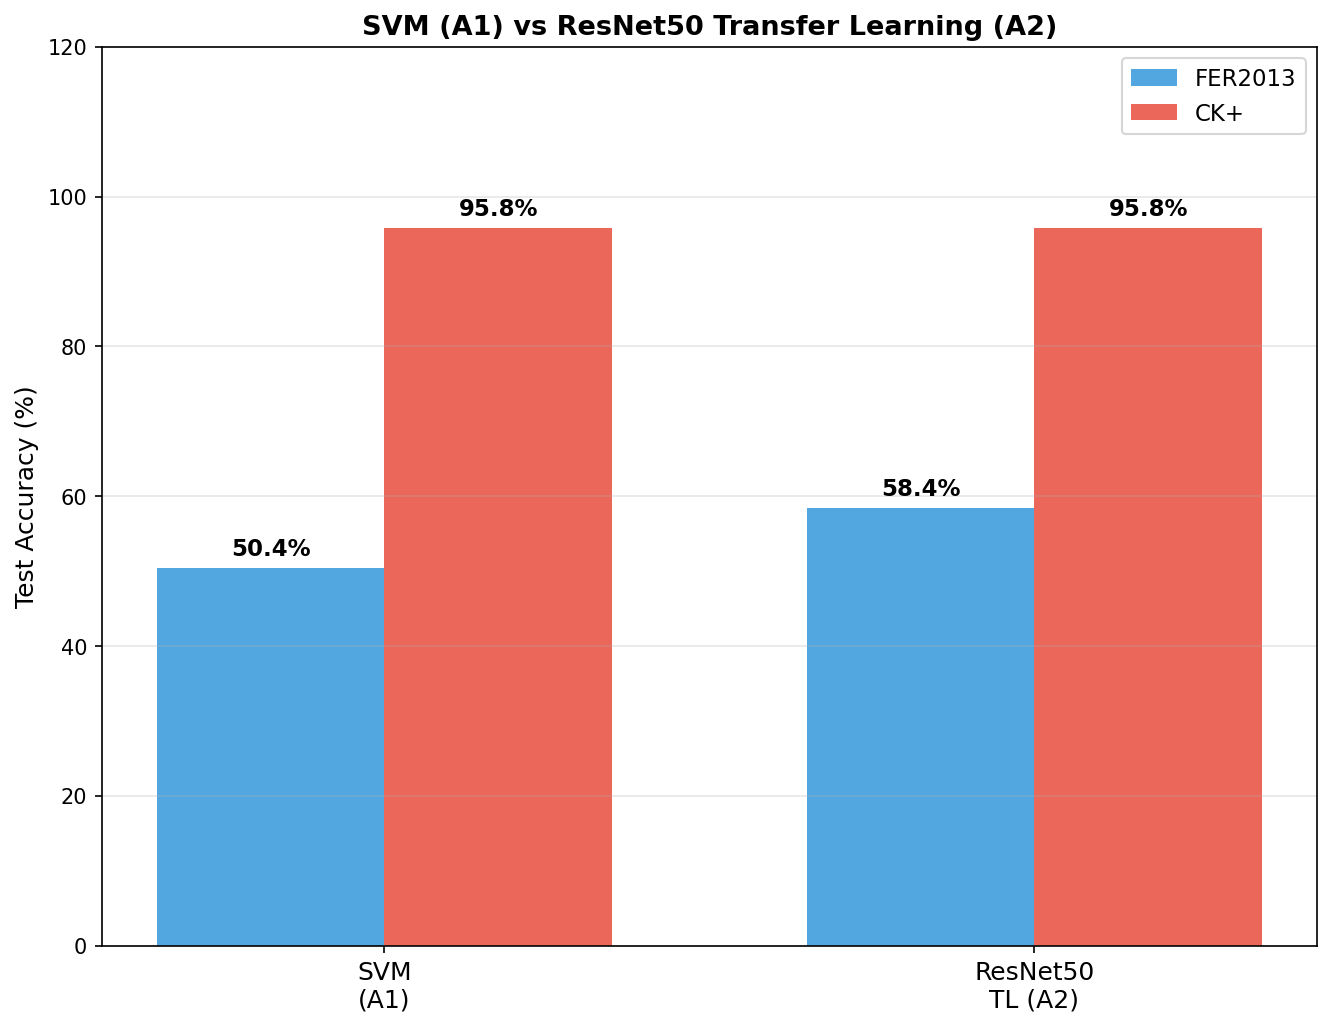 SVM (A1) vs ResNet50 Transfer Learning (A2)
FER2013
CK+
Test Accuracy (%)
120
100
80
60
40
20
0
50.4%
95.8%
58.4%
95.8%
SVM
(A1)
ResNet50
TL (A2)